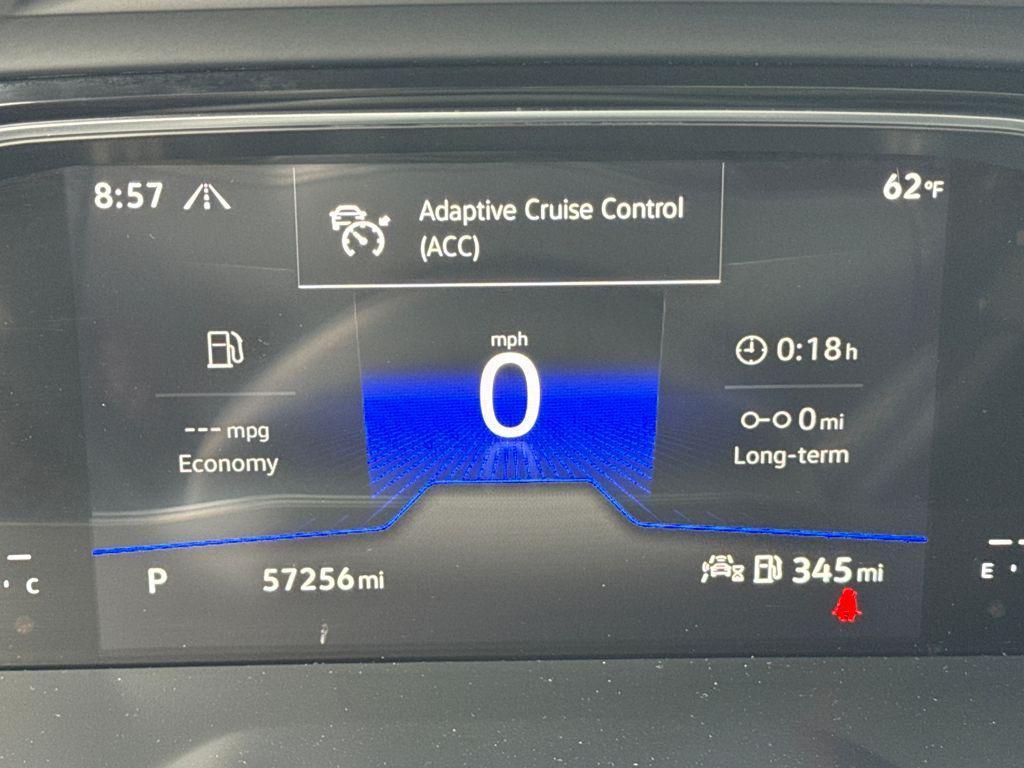 8:57
Adaptive Cruise Control
(ACC)
62°F
mph
0
--- mpg
Economy
0:18h
0mi
Long-term
C
P
57256mi
345mi
E